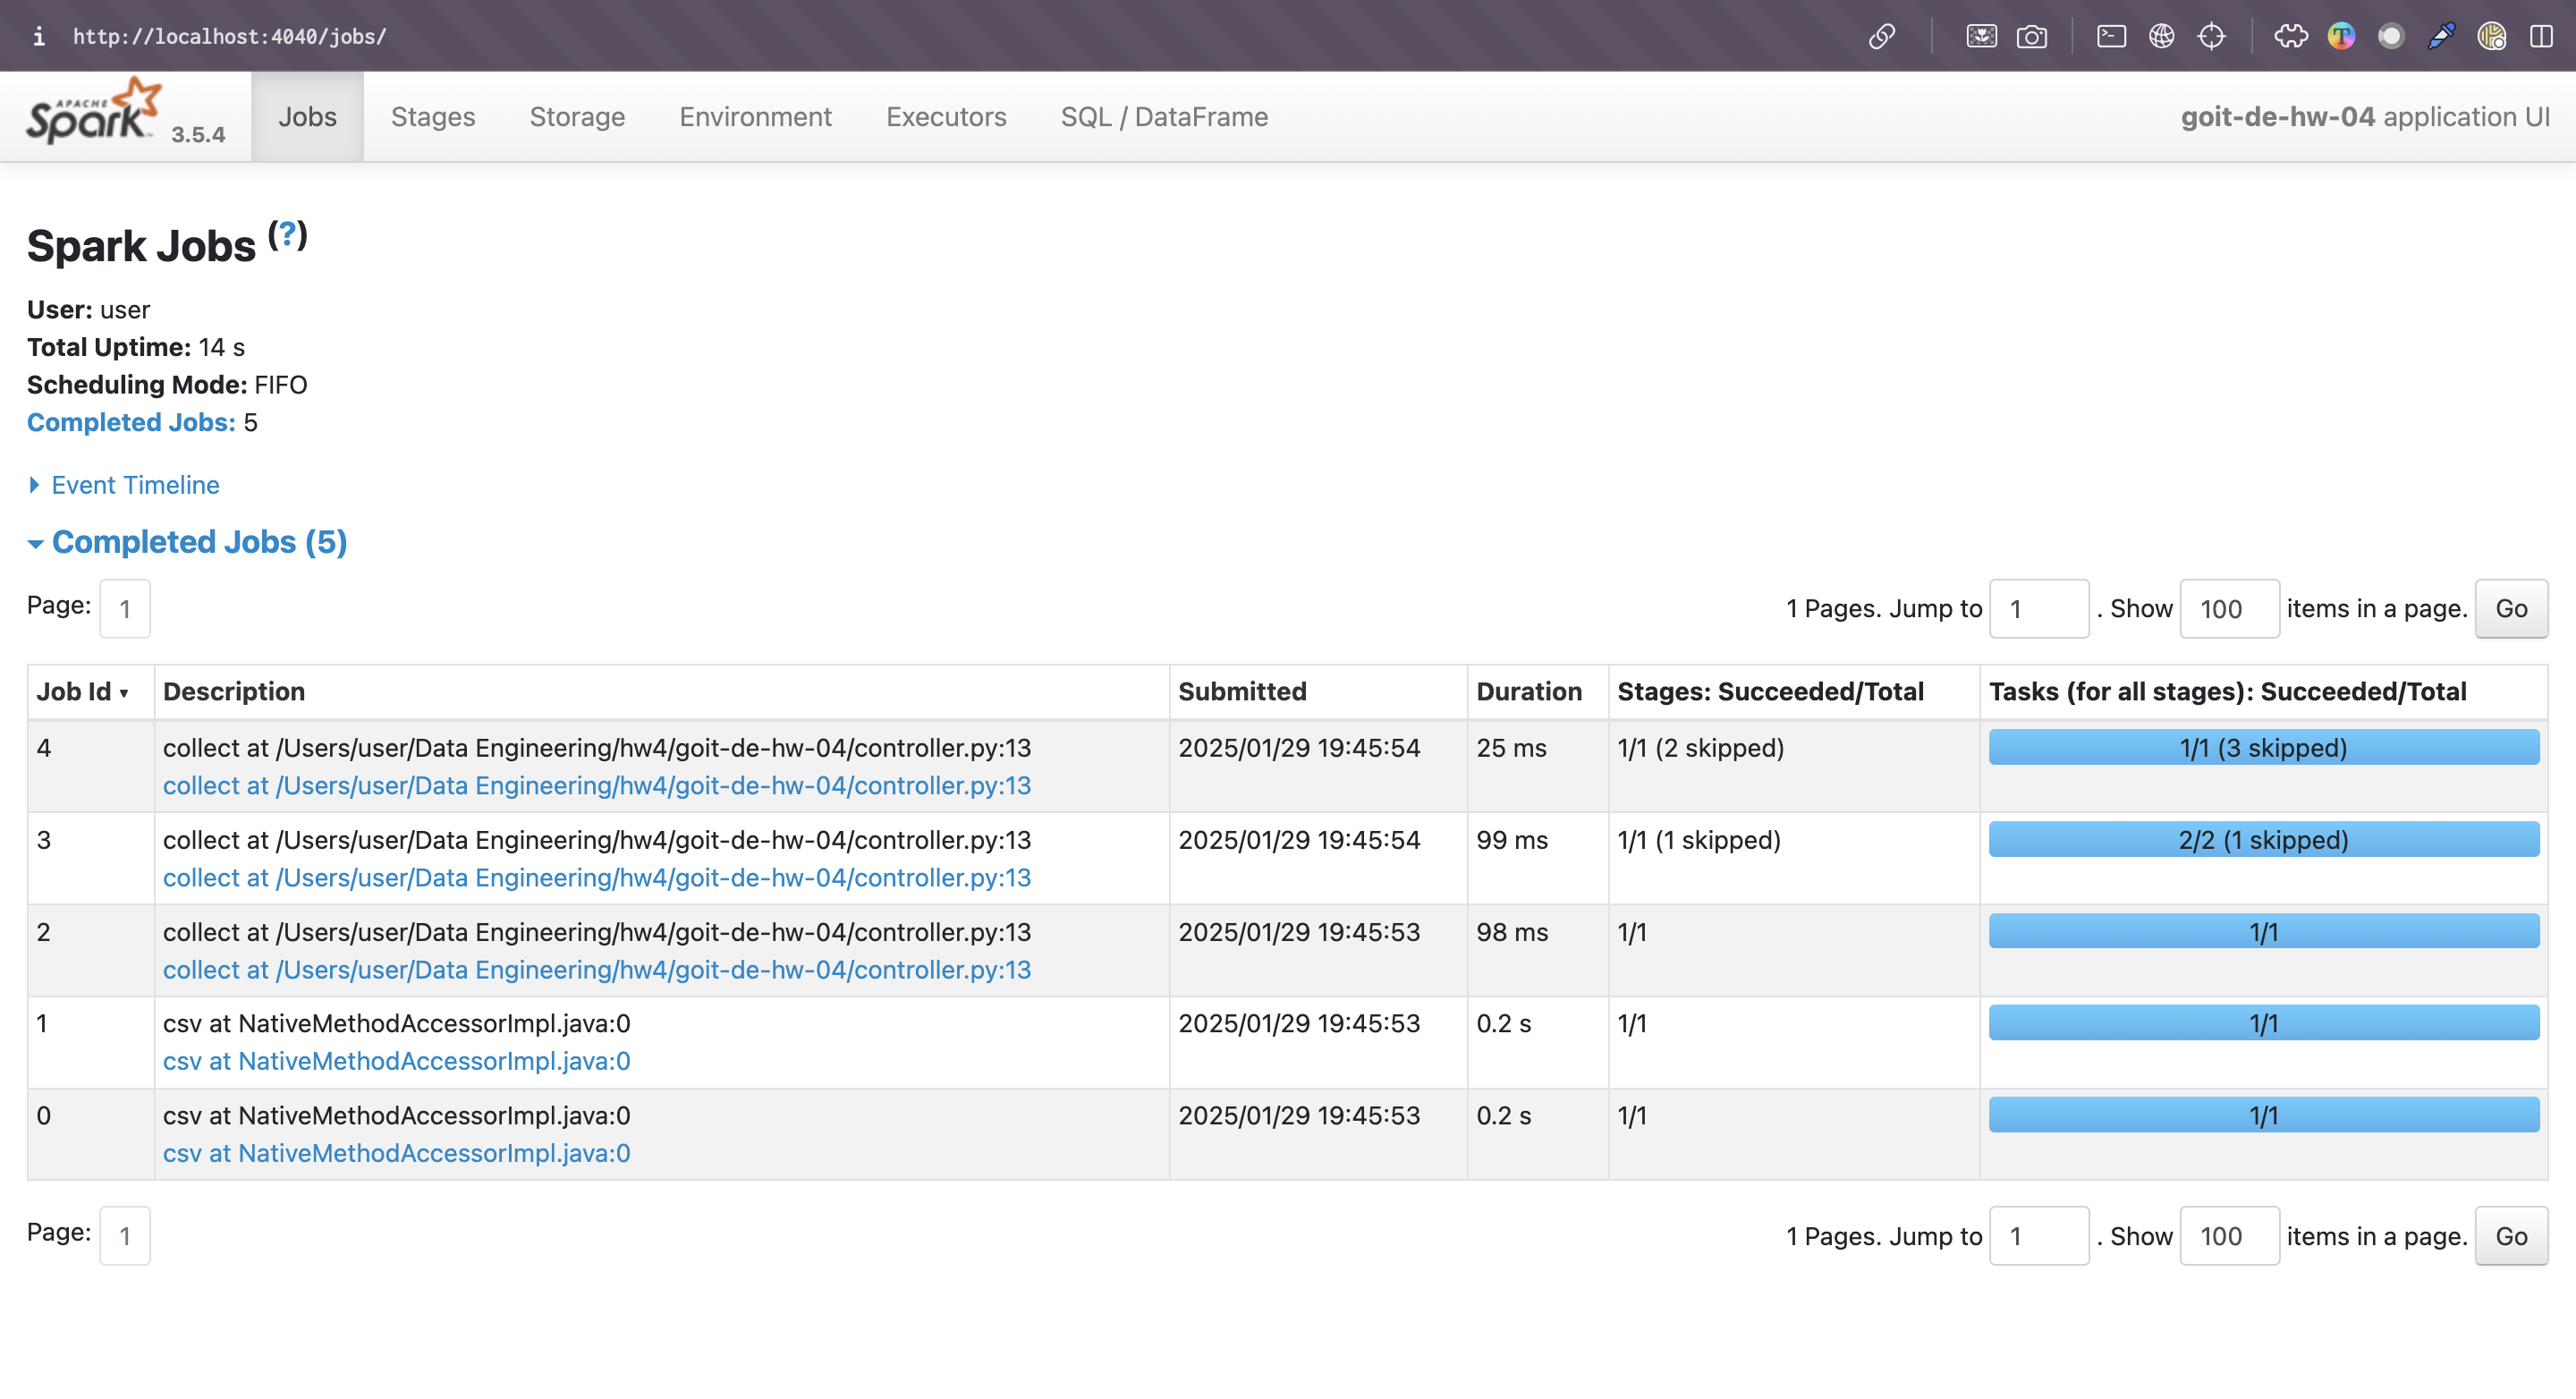 http://localhost:4040/jobs/
APACHE Spark 3.5.4 Jobs Stages Storage Environment Executors SQL / DataFrame goit-de-hw-04 application UI
Spark Jobs (?)
User: user
Total Uptime: 14 s
Scheduling Mode: FIFO
Completed Jobs: 5
Event Timeline
Completed Jobs (5)
Page: 1 1 Pages. Jump to 1 . Show 100 items in a page. Go
Job Id Description Submitted Duration Stages: Succeeded/Total Tasks (for all stages): Succeeded/Total
4 collect at /Users/user/Data Engineering/hw4/goit-de-hw-04/controller.py:13 2025/01/29 19:45:54 25 ms 1/1 (2 skipped) 1/1 (3 skipped)
collect at /Users/user/Data Engineering/hw4/goit-de-hw-04/controller.py:13
3 collect at /Users/user/Data Engineering/hw4/goit-de-hw-04/controller.py:13 2025/01/29 19:45:54 99 ms 1/1 (1 skipped) 2/2 (1 skipped)
collect at /Users/user/Data Engineering/hw4/goit-de-hw-04/controller.py:13
2 collect at /Users/user/Data Engineering/hw4/goit-de-hw-04/controller.py:13 2025/01/29 19:45:53 98 ms 1/1 1/1
collect at /Users/user/Data Engineering/hw4/goit-de-hw-04/controller.py:13
1 csv at NativeMethodAccessorImpl.java:0 2025/01/29 19:45:53 0.2 s 1/1 1/1
csv at NativeMethodAccessorImpl.java:0
0 csv at NativeMethodAccessorImpl.java:0 2025/01/29 19:45:53 0.2 s 1/1 1/1
csv at NativeMethodAccessorImpl.java:0
Page: 1 1 Pages. Jump to 1 . Show 100 items in a page. Go